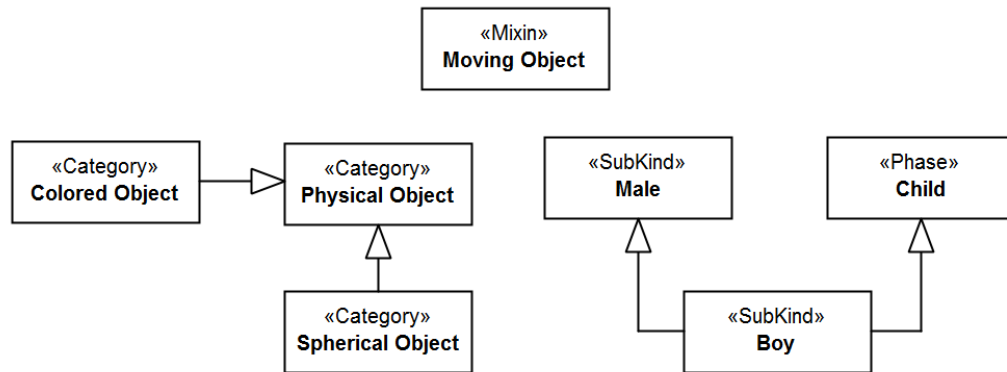 «Mixin»
Moving Object
«Category»
Colored Object
«Category»
Physical Object
«SubKind»
Male
«Phase»
Child
«Category»
Spherical Object
«SubKind»
Boy